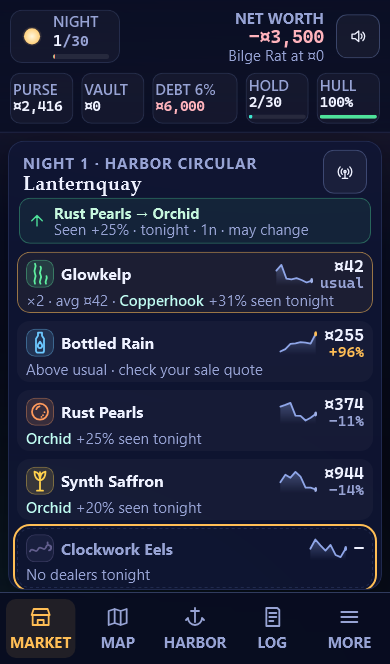 NIGHT
1/30
NET WORTH
−¤3,500
Bilge Rat at ¤0
PURSE
¤2,416
VAULT
¤0
DEBT 6%
¤6,000
HOLD
2/30
HULL
100%
NIGHT 1 · HARBOR CIRCULAR
Lanternquay
Rust Pearls → Orchid
Seen +25% · tonight · 1n · may change
Glowkelp
¤42
usual
×2 · avg ¤42 · Copperhook +31% seen tonight
Bottled Rain
¤255
+96%
Above usual · check your sale quote
Rust Pearls
¤374
−11%
Orchid +25% seen tonight
Synth Saffron
¤944
−14%
Orchid +20% seen tonight
Clockwork Eels
–
No dealers tonight
MARKET
MAP
HARBOR
LOG
MORE